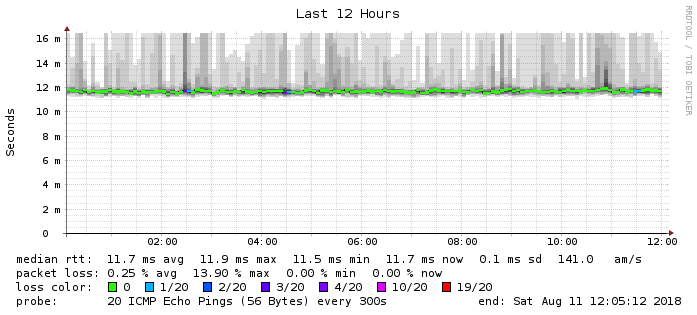 Last 12 Hours
RRDTOOL / TOBI OETIKER
Seconds
16 m
14 m
12 m
10 m
8 m
6 m
4 m
2 m
0
02:00 04:00 06:00 08:00 10:00 12:00
median rtt: 11.7 ms avg 11.9 ms max 11.5 ms min 11.7 ms now 0.1 ms sd 141.0 am/s
packet loss: 0.25 % avg 13.90 % max 0.00 % min 0.00 % now
loss color: 0 1/20 2/20 3/20 4/20 10/20 19/20
probe: 20 ICMP Echo Pings (56 Bytes) every 300s end: Sat Aug 11 12:05:12 2018